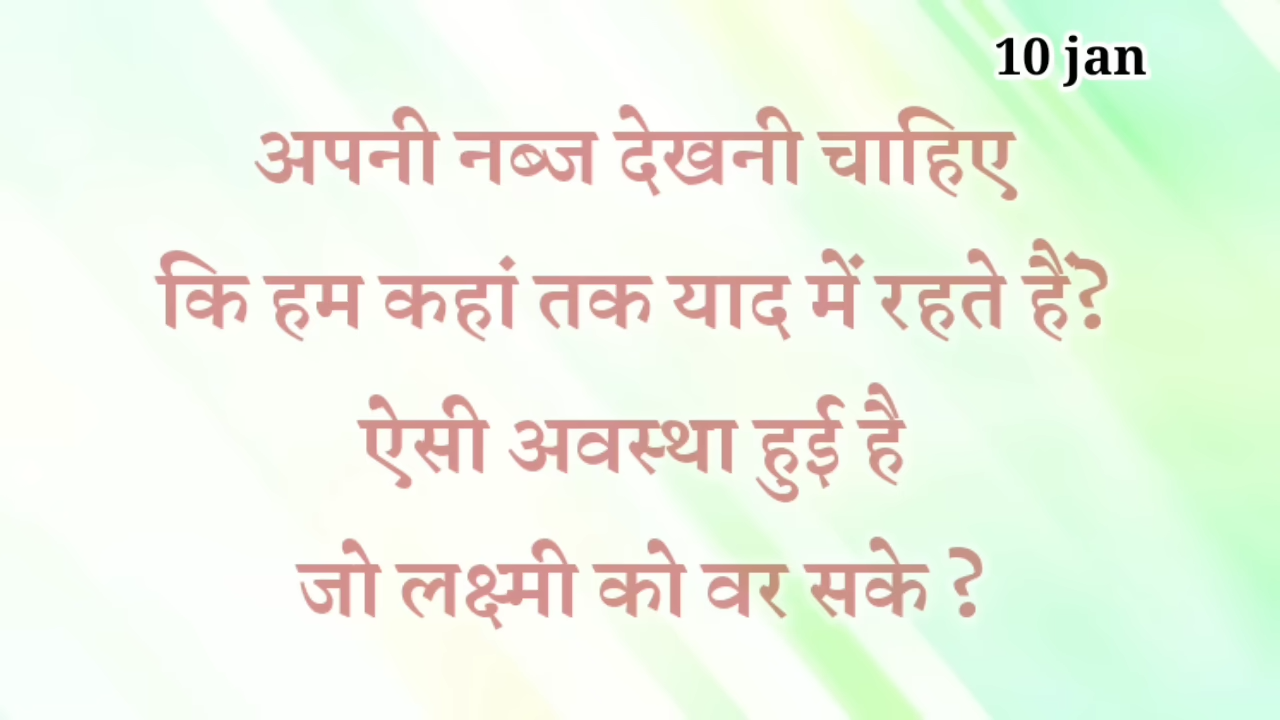 10 jan
अपनी नब्ज देखनी चाहिए
कि हम कहां तक याद में रहते हैं?
ऐसी अवस्था हुई है
जो लक्ष्मी को वर सके ?